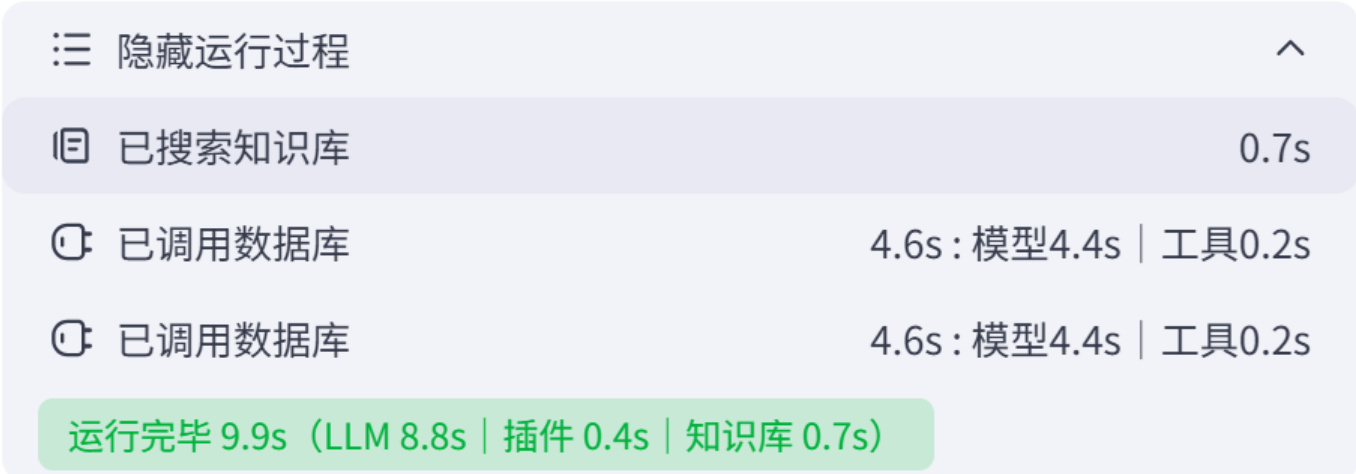 隐藏运行过程
已搜索知识库 0.7s
已调用数据库 4.6s : 模型4.4s｜工具0.2s
已调用数据库 4.6s : 模型4.4s｜工具0.2s
运行完毕 9.9s（LLM 8.8s｜插件 0.4s｜知识库 0.7s）